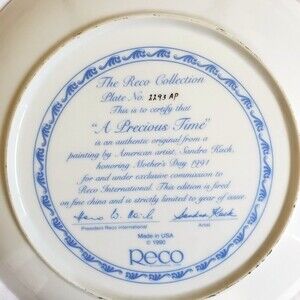 The Reco Collection
Plate No. 1193 AP
This is to certify that
"A Precious Time"
is an authentic original from a
painting by American artist, Sandra Kuck,
honoring Mother's Day 1991
for and under exclusive commission to
Reco International. This edition is fired
on fine china and is strictly limited to year of issue.
Sandra Kuck
President Reco International Artist
Made in USA
© 1990
Reco